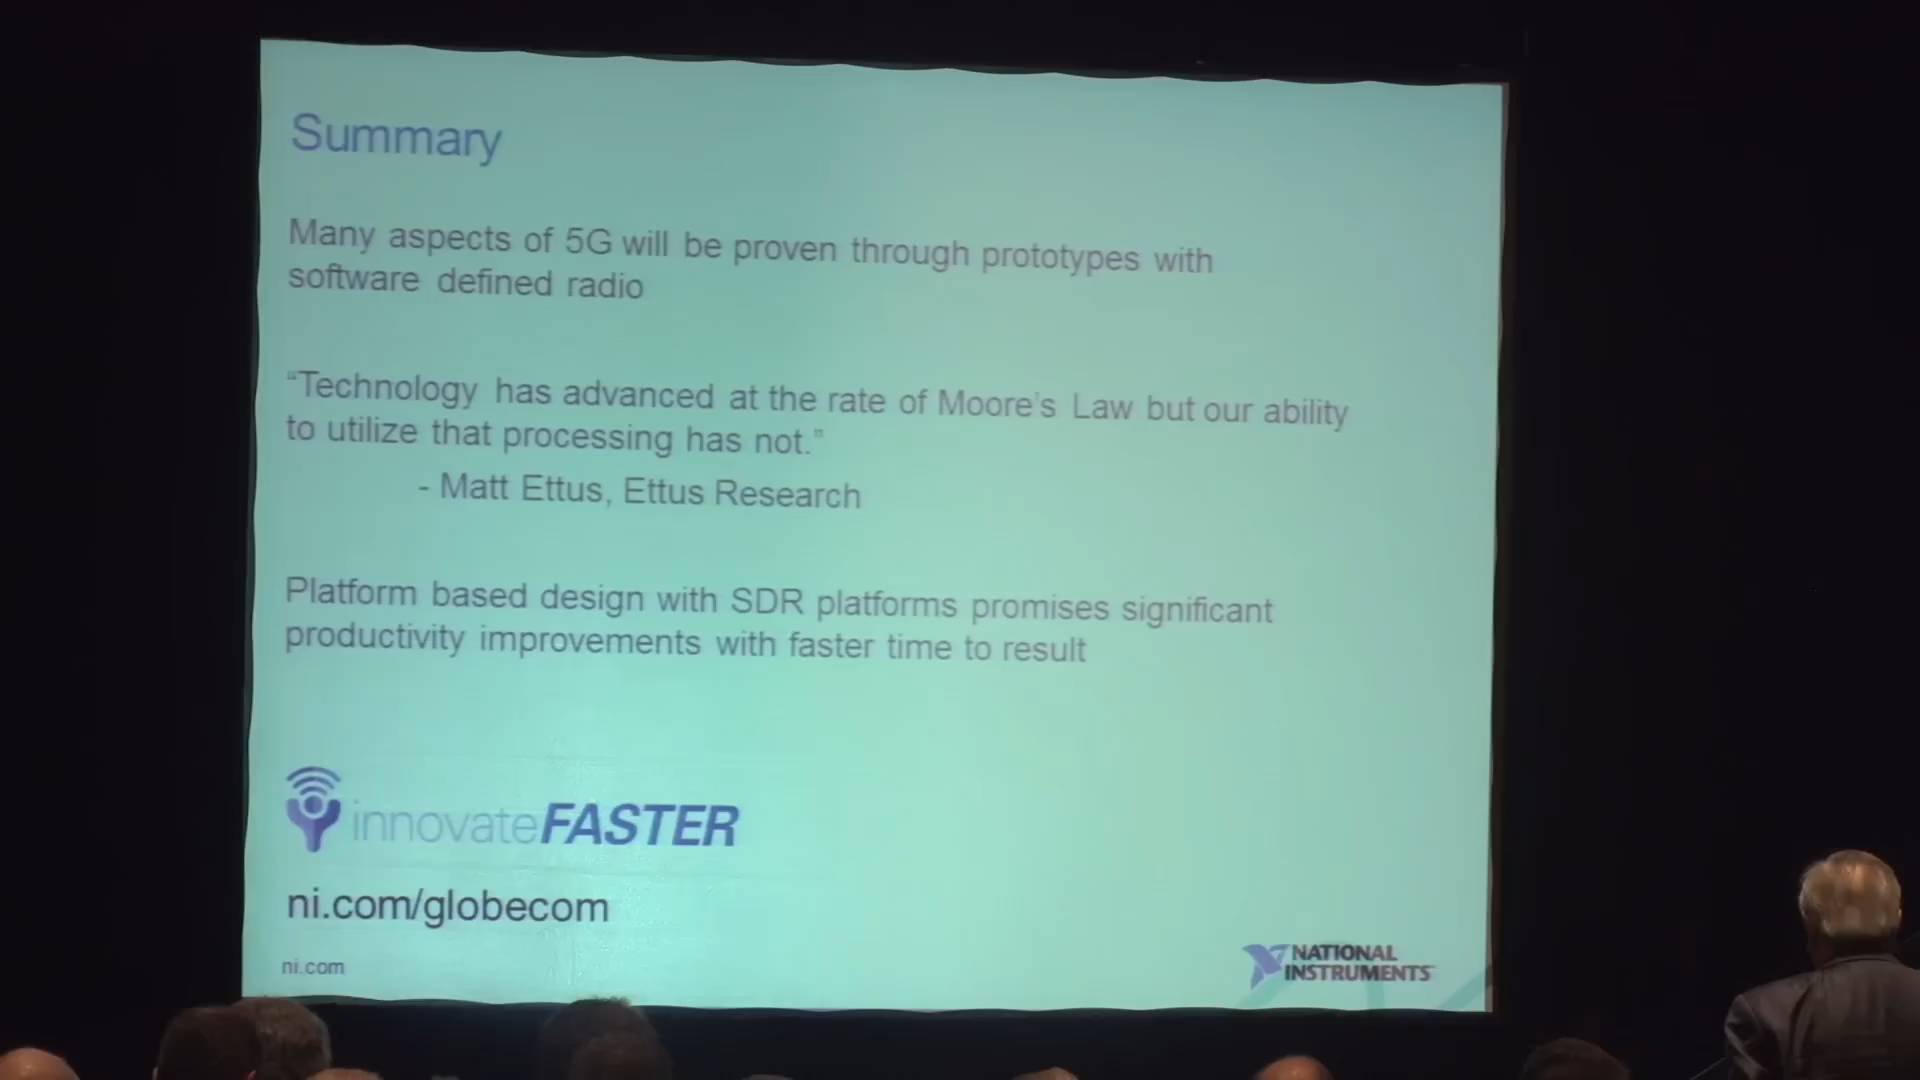 Summary
Many aspects of 5G will be proven through prototypes with
software defined radio
“Technology has advanced at the rate of Moore’s Law but our ability
to utilize that processing has not.”
- Matt Ettus, Ettus Research
Platform based design with SDR platforms promises significant
productivity improvements with faster time to result
innovateFASTER
ni.com/globecom
ni.com
NATIONAL
INSTRUMENTS